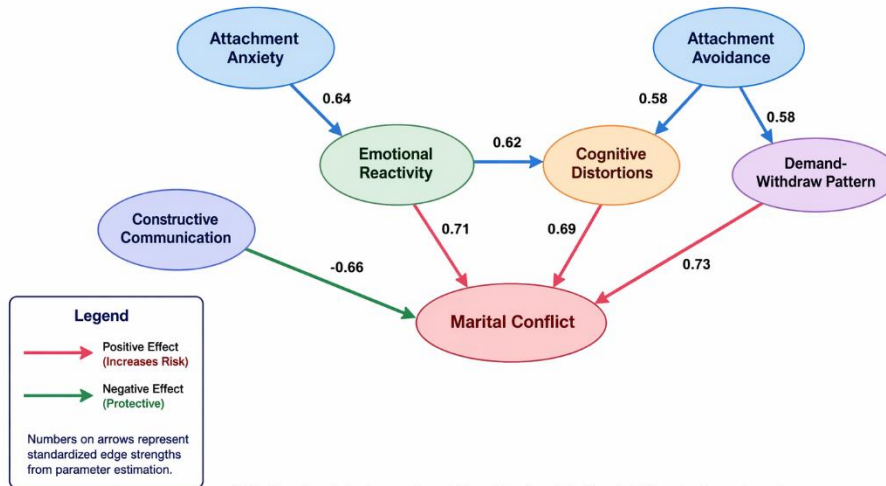 Attachment
Anxiety
Attachment
Avoidance
0.64
0.58
0.58
Emotional
Reactivity
0.62
Cognitive
Distortions
Demand-
Withdraw Pattern
Constructive
Communication
0.71
0.69
0.73
-0.66
Marital Conflict
Legend
Positive Effect
(Increases Risk)
Negative Effect
(Protective)
Numbers on arrows represent
standardized edge strengths
from parameter estimation.